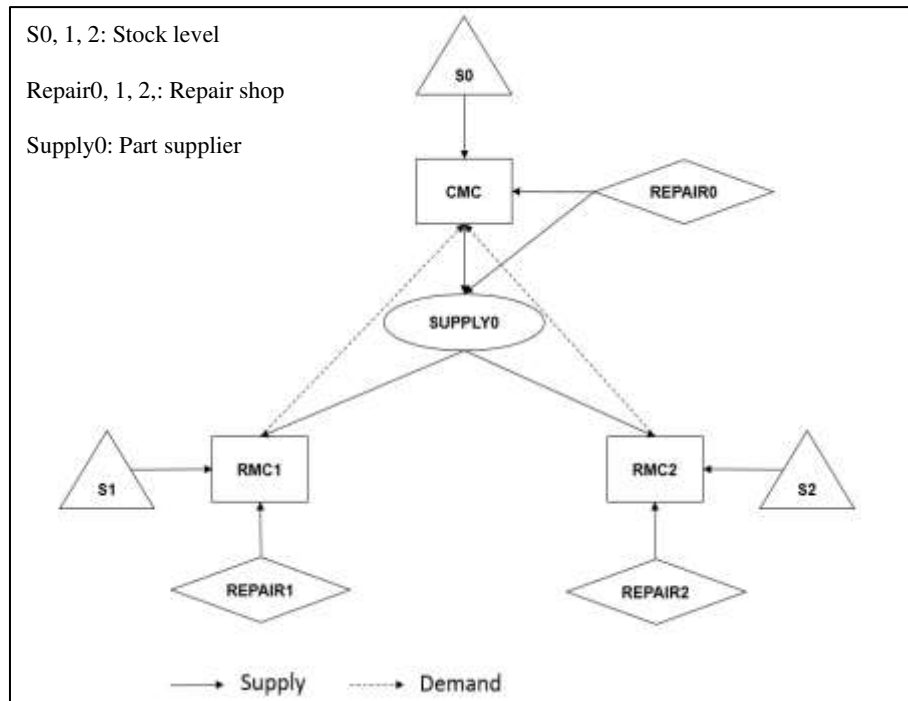 S0, 1, 2: Stock level
Repair0, 1, 2,: Repair shop
Supply0: Part supplier
S0
CMC
REPAIR0
SUPPLY0
RMC1
RMC2
S1
S2
REPAIR1
REPAIR2
Supply
Demand